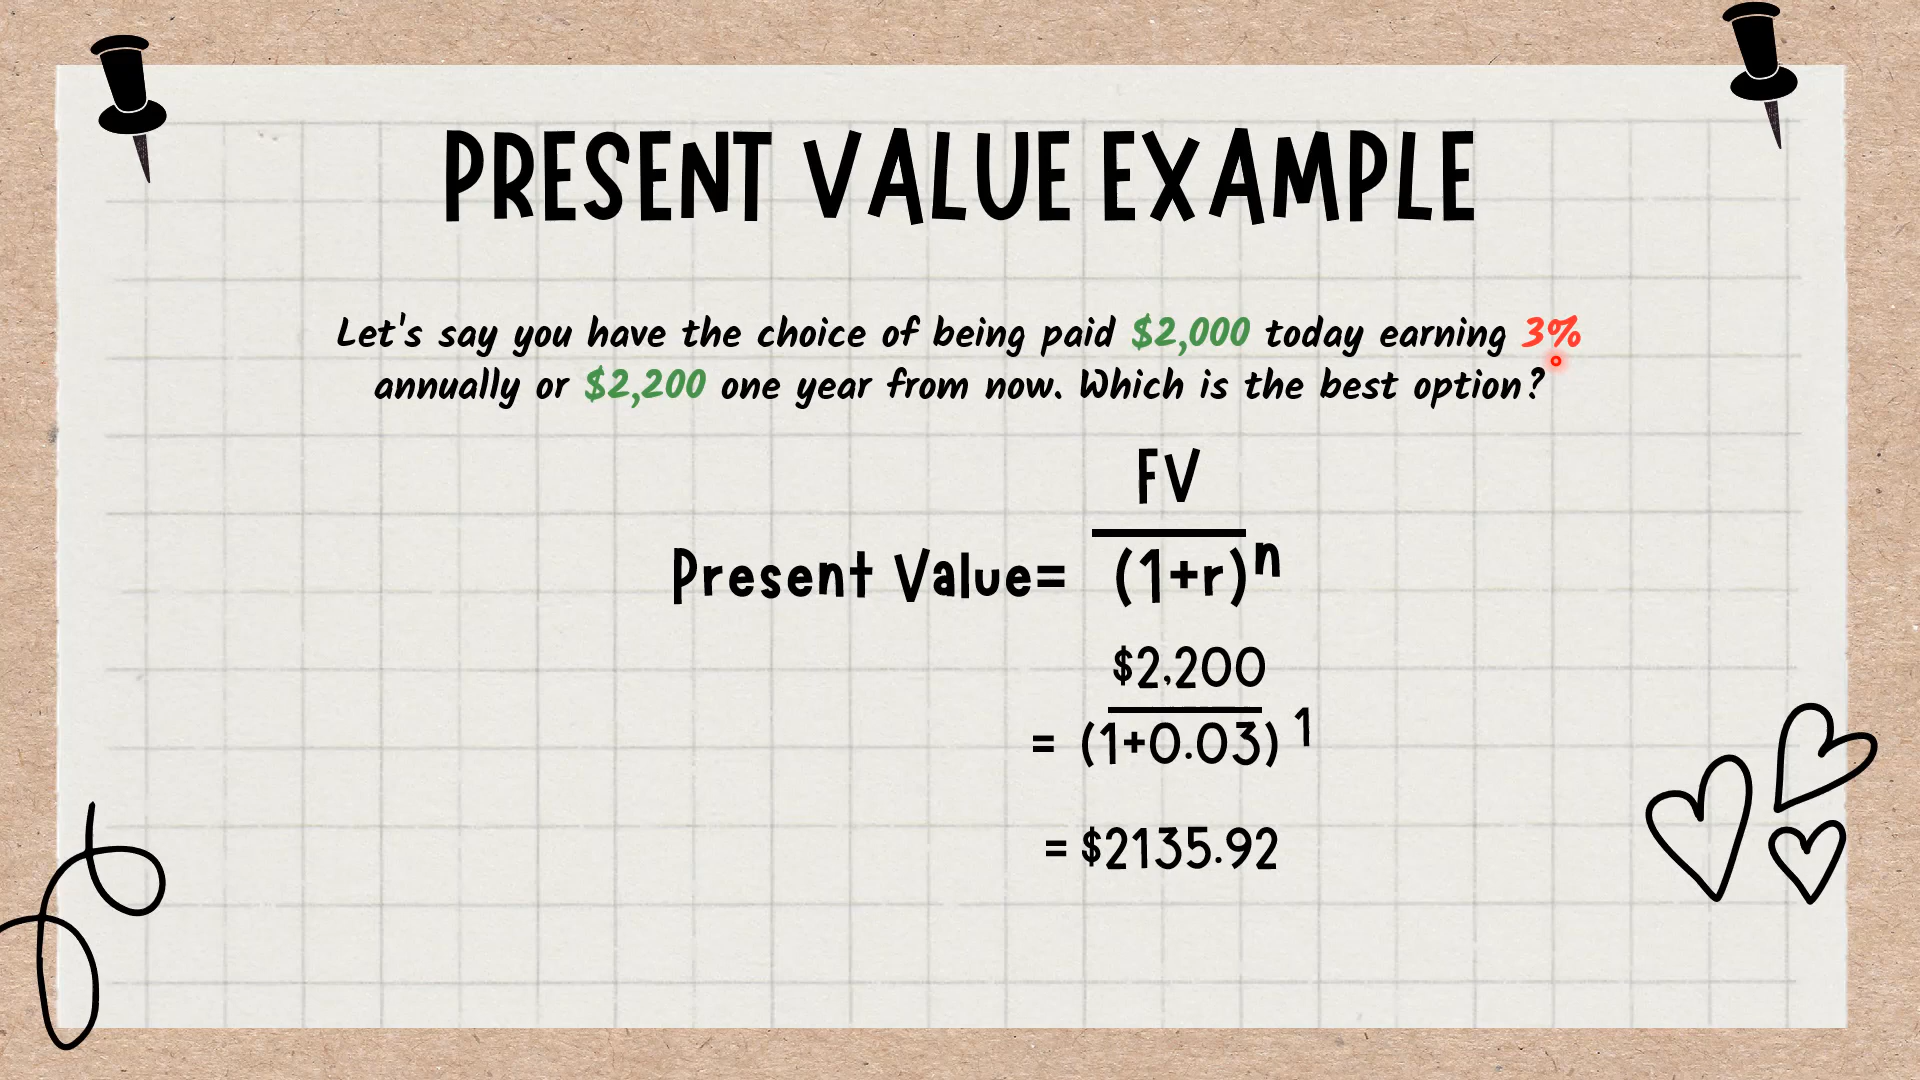 PRESENT VALUE EXAMPLE
Let's say you have the choice of being paid $2,000 today earning 3%
annually or $2,200 one year from now. Which is the best option?
FV
Present Value= (1+r)n
$2,200
= (1+0.03) 1
= $2135.92